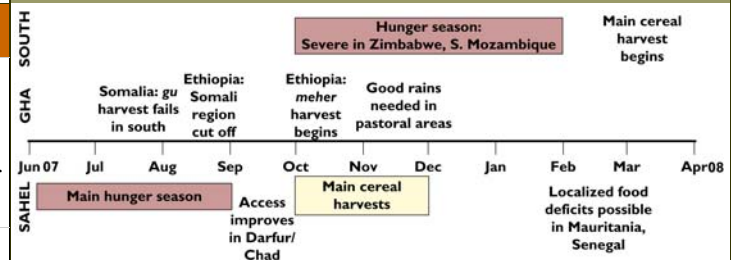 SOUTH
Hunger season:
Severe in Zimbabwe, S. Mozambique
Main cereal
harvest
begins
GHA
Somalia: gu
harvest fails
in south
Ethiopia:
Somali
region
cut off
Ethiopia:
meher
harvest
begins
Good rains
needed in
pastoral areas
Jun 07 Jul Aug Sep Oct Nov Dec Jan Feb Mar Apr08
SAHEL
Main hunger season
Access
improves
in Darfur/
Chad
Main cereal
harvests
Localized food
deficits possible
in Mauritania,
Senegal